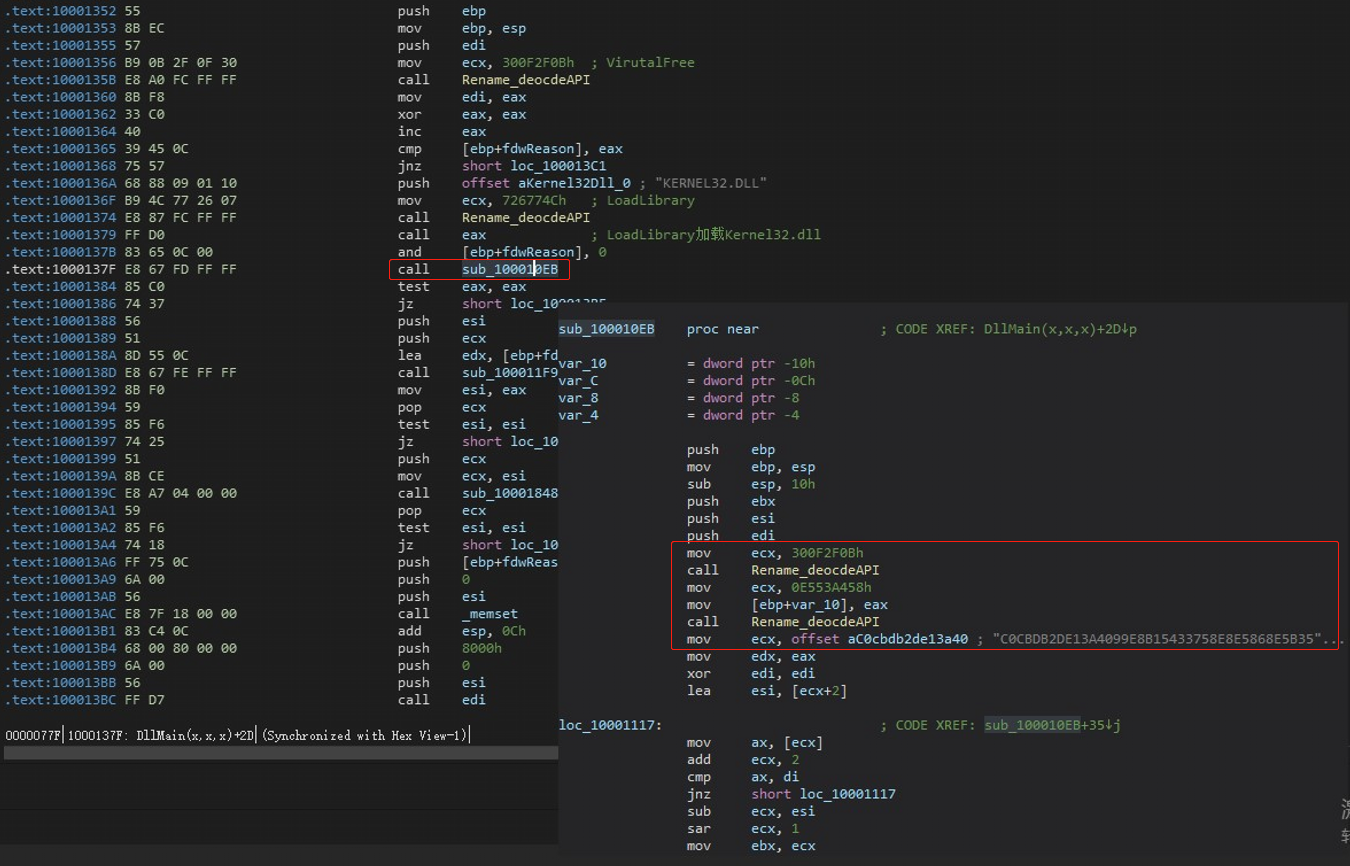 .text:10001352 55 push ebp
.text:10001353 8B EC mov ebp, esp
.text:10001355 57 push edi
.text:10001356 B9 0B 2F 0F 30 mov ecx, 300F2F0Bh ; VirutalFree
.text:1000135B E8 A0 FC FF FF call Rename_deocdeAPI
.text:10001360 8B F8 mov edi, eax
.text:10001362 33 C0 xor eax, eax
.text:10001364 40 inc eax
.text:10001365 39 45 0C cmp [ebp+fdwReason], eax
.text:10001368 75 57 jnz short loc_100013C1
.text:1000136A 68 88 09 01 10 push offset aKernel32Dll_0 ; "KERNEL32.DLL"
.text:1000136F B9 4C 77 26 07 mov ecx, 726774Ch ; LoadLibrary
.text:10001374 E8 87 FC FF FF call Rename_deocdeAPI
.text:10001379 FF D0 call eax ; LoadLibrary加载Kernel32.dll
.text:1000137B 83 65 0C 00 and [ebp+fdwReason], 0
.text:1000137F E8 67 FD FF FF call sub_100010EB
.text:10001384 85 C0 test eax, eax
.text:10001386 74 37 jz short
.text:10001388 56 push esi
.text:10001389 51 push ecx
.text:1000138A 8D 55 0C lea edx, [ebp+fd
.text:1000138D E8 67 FE FF FF call sub_100011F9
.text:10001392 8B F0 mov esi, eax
.text:10001394 59 pop ecx
.text:10001395 85 F6 test esi, esi
.text:10001397 74 25 jz short loc_10
.text:10001399 51 push ecx
.text:1000139A 8B CE mov ecx, esi
.text:1000139C E8 A7 04 00 00 call sub_10001848
.text:100013A1 59 pop ecx
.text:100013A2 85 F6 test esi, esi
.text:100013A4 74 18 jz short loc_10
.text:100013A6 FF 75 0C push [ebp+fdwReas
.text:100013A9 6A 00 push 0
.text:100013AB 56 push esi
.text:100013AC E8 7F 18 00 00 call _memset
.text:100013B1 83 C4 0C add esp, 0Ch
.text:100013B4 68 00 80 00 00 push 8000h
.text:100013B9 6A 00 push 0
.text:100013BB 56 push esi
.text:100013BC FF D7 call edi
0000077F 1000137F: DllMain(x,x,x)+2D (Synchronized with Hex View-1)
sub_100010EB proc near ; CODE XREF: DllMain(x,x,x)+2D↓p
var_10 = dword ptr -10h
var_C = dword ptr -0Ch
var_8 = dword ptr -8
var_4 = dword ptr -4
push ebp
mov ebp, esp
sub esp, 10h
push ebx
push esi
push edi
mov ecx, 300F2F0Bh
call Rename_deocdeAPI
mov ecx, 0E553A458h
mov [ebp+var_10], eax
call Rename_deocdeAPI
mov ecx, offset aC0cbdb2de13a40 ; "C0CBDB2DE13A4099E8B15433758E8E5868E5B35"...
mov edx, eax
xor edi, edi
lea esi, [ecx+2]
loc_10001117: ; CODE XREF: sub_100010EB+35↓j
mov ax, [ecx]
add ecx, 2
cmp ax, di
jnz short loc_10001117
sub ecx, esi
sar ecx, 1
mov ebx, ecx